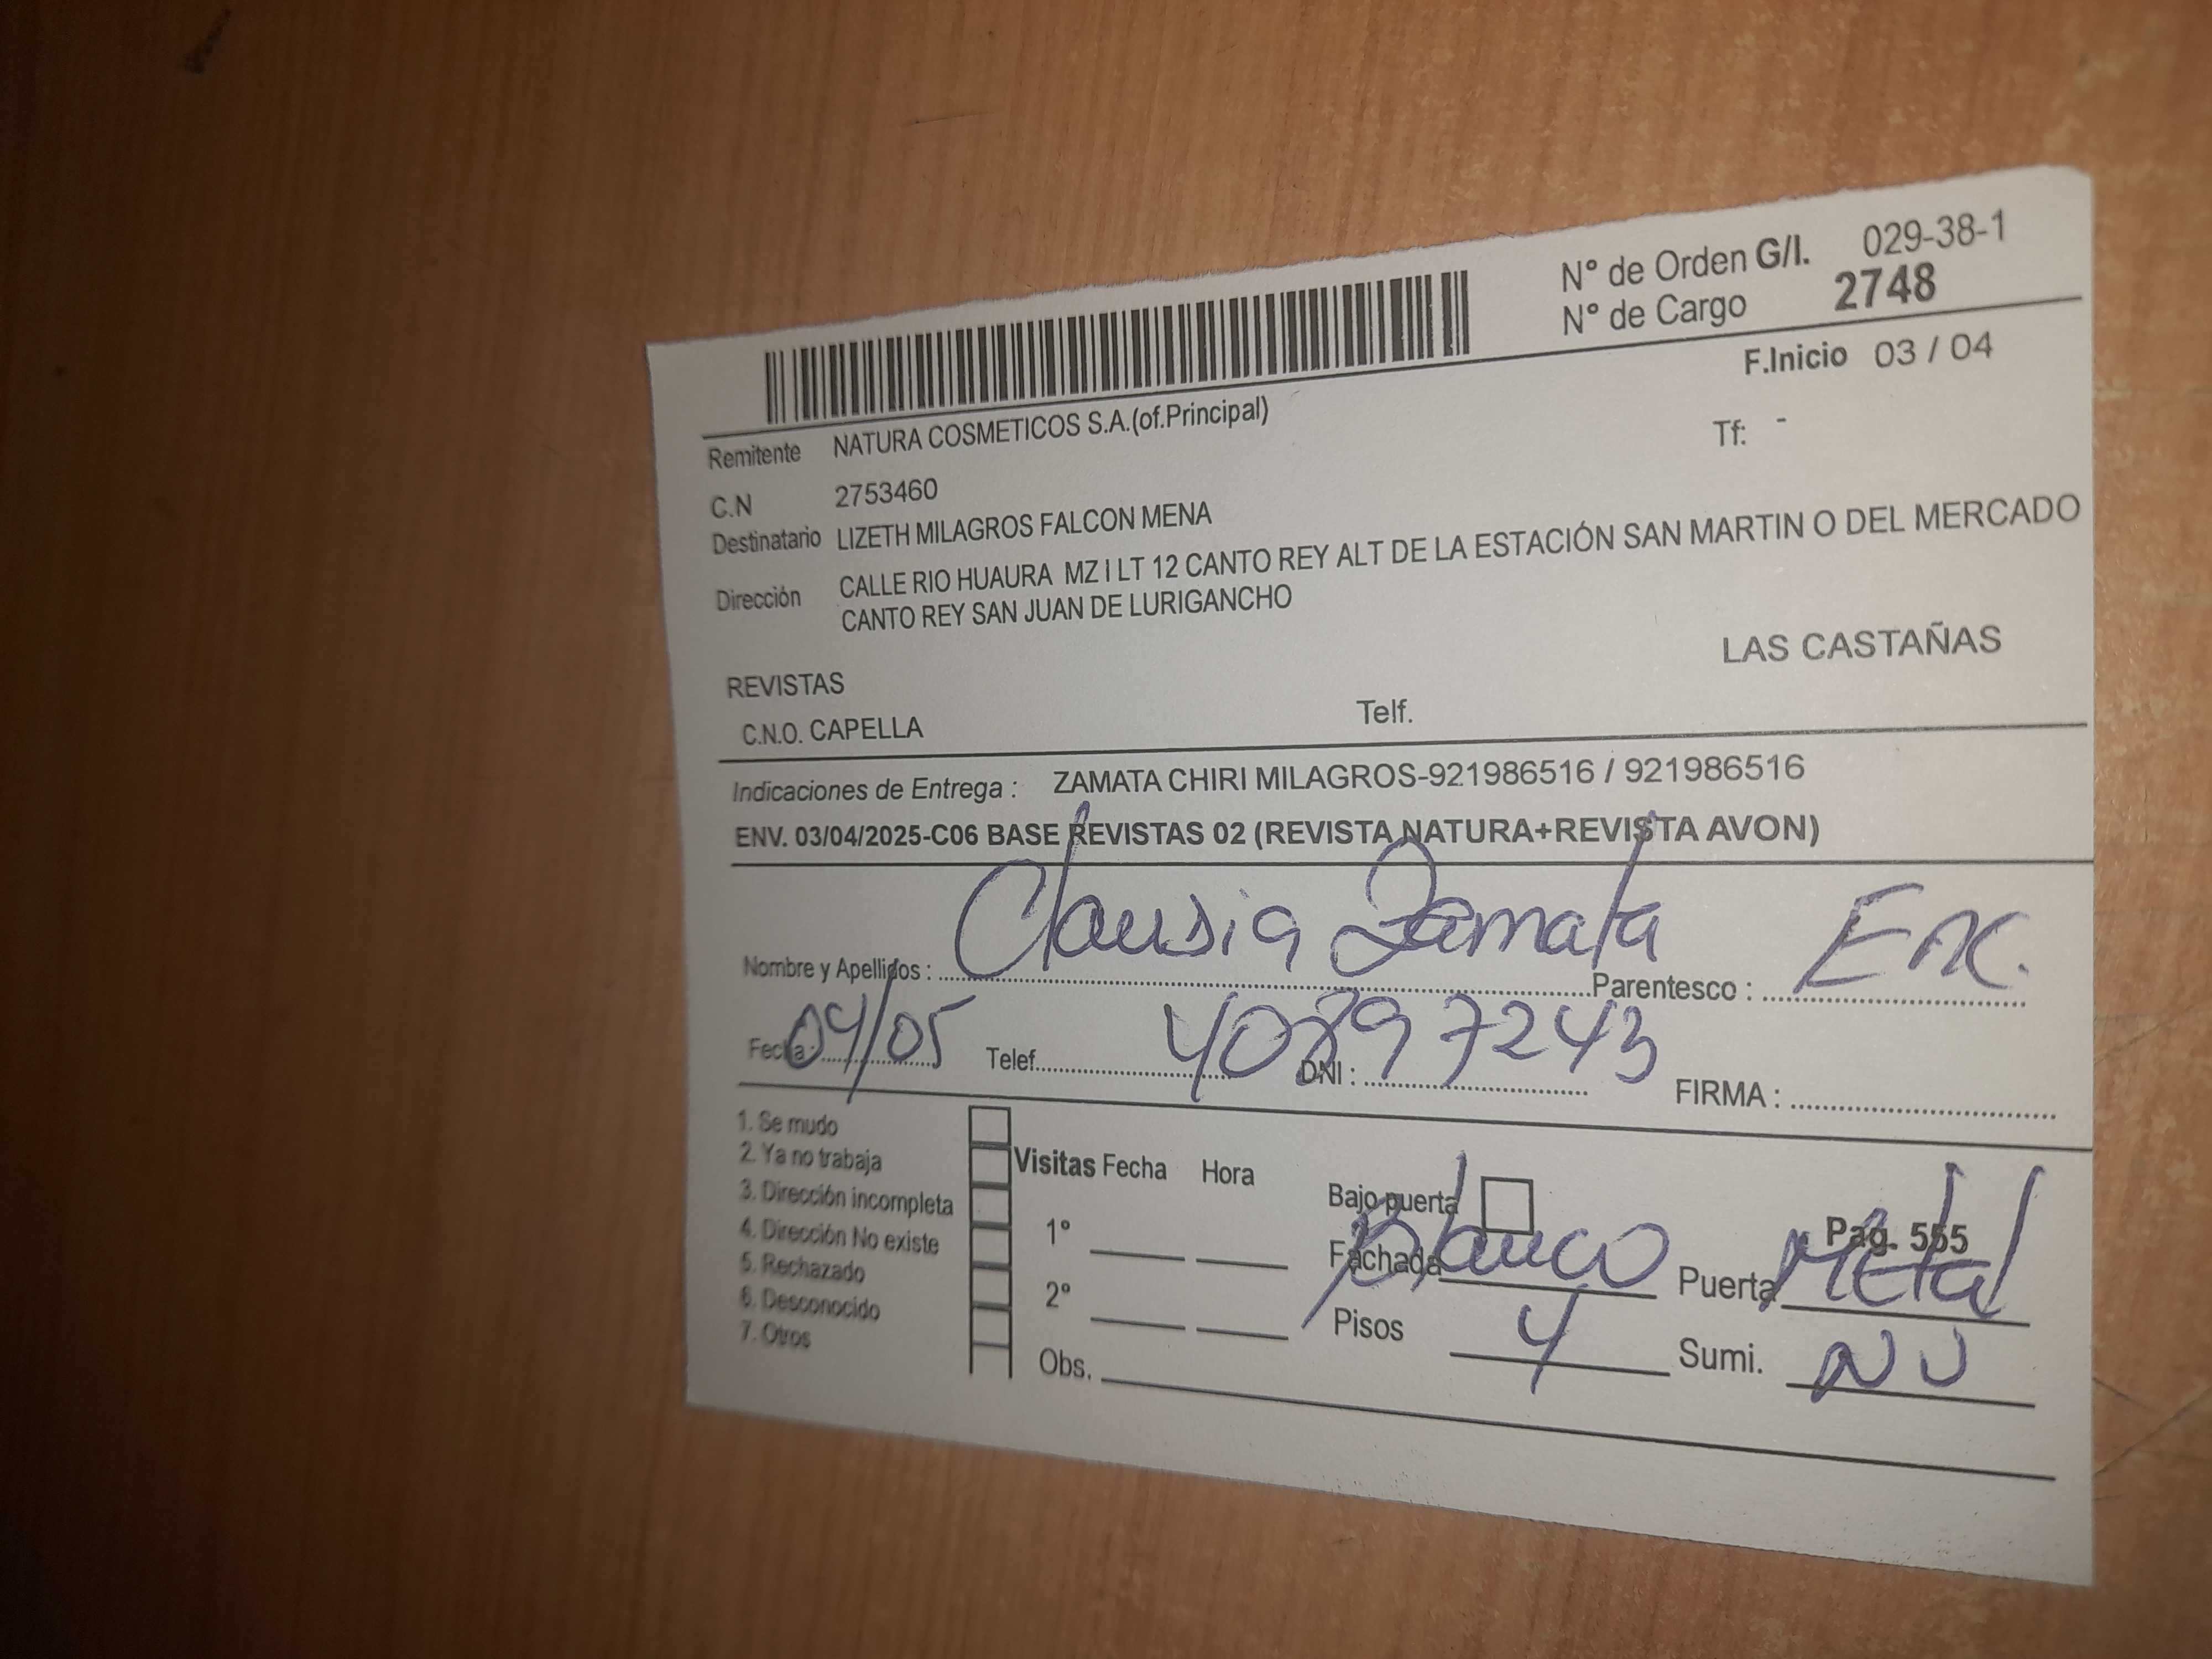 N° de Orden G/I. 029-38-1
N° de Cargo 2748
F.Inicio 03 / 04
Remitente NATURA COSMETICOS S.A.(of.Principal)
Tf: -
C.N 2753460
Destinatario LIZETH MILAGROS FALCON MENA
Dirección CALLE RIO HUAURA MZ I LT 12 CANTO REY ALT DE LA ESTACIÓN SAN MARTIN O DEL MERCADO
CANTO REY SAN JUAN DE LURIGANCHO
LAS CASTAÑAS
REVISTAS
C.N.O. CAPELLA Telf.
Indicaciones de Entrega : ZAMATA CHIRI MILAGROS-921986516 / 921986516
ENV. 03/04/2025-C06 BASE REVISTAS 02 (REVISTA NATURA+REVISTA AVON)
Nombre y Apellidos : Clausia Zamata Parentesco : Enc.
Fecha : 04/05 Telef. DNI : 40897243 FIRMA :
1. Se mudo
2. Ya no trabaja
3. Dirección incompleta
4. Dirección No existe
5. Rechazado
6. Desconocido
7. Otros
Visitas Fecha Hora
1°
2°
Obs.
Bajo puerta
Pag. 555
Fachada Blanco Puerta Metal
Pisos 4 Sumi. NO